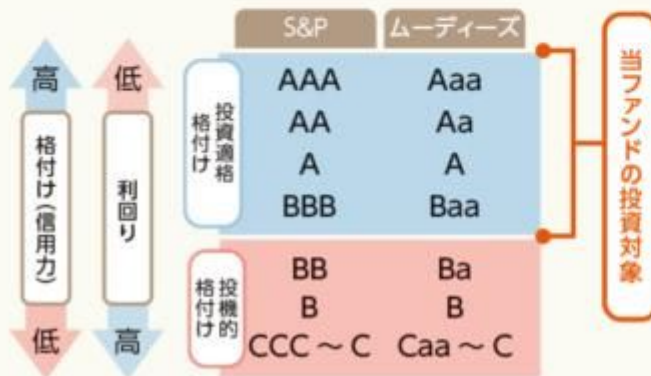 S&P ムーディーズ
高 低
格付け(信用力)
利回り
低 高
投資適格
格付け
AAA Aaa
AA Aa
A A
BBB Baa
投機的
格付け
BB Ba
B B
CCC ~ C Caa ~ C
当ファンドの投資対象